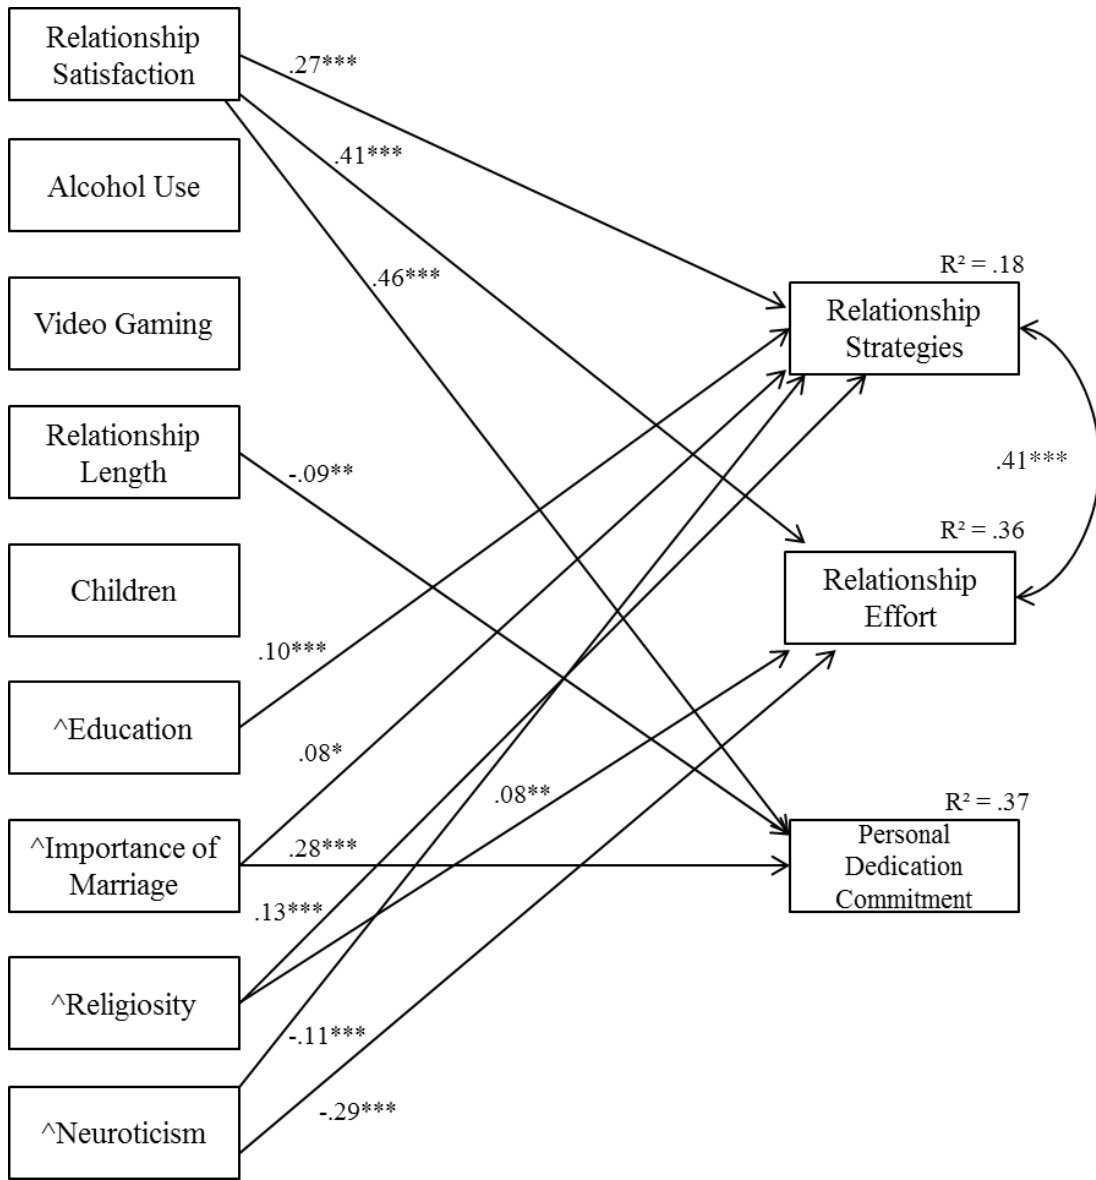 Relationship
Satisfaction
.27***
.41***
Alcohol Use
.46***
Video Gaming
R² = .18
Relationship
Strategies
Relationship
Length
-.09**
.41***
R² = .36
Children
Relationship
Effort
.10***
^Education
.08*
.08**
R² = .37
^Importance of
Marriage
.28***
Personal
Dedication
Commitment
.13***
^Religiosity
-.11***
-.29***
^Neuroticism